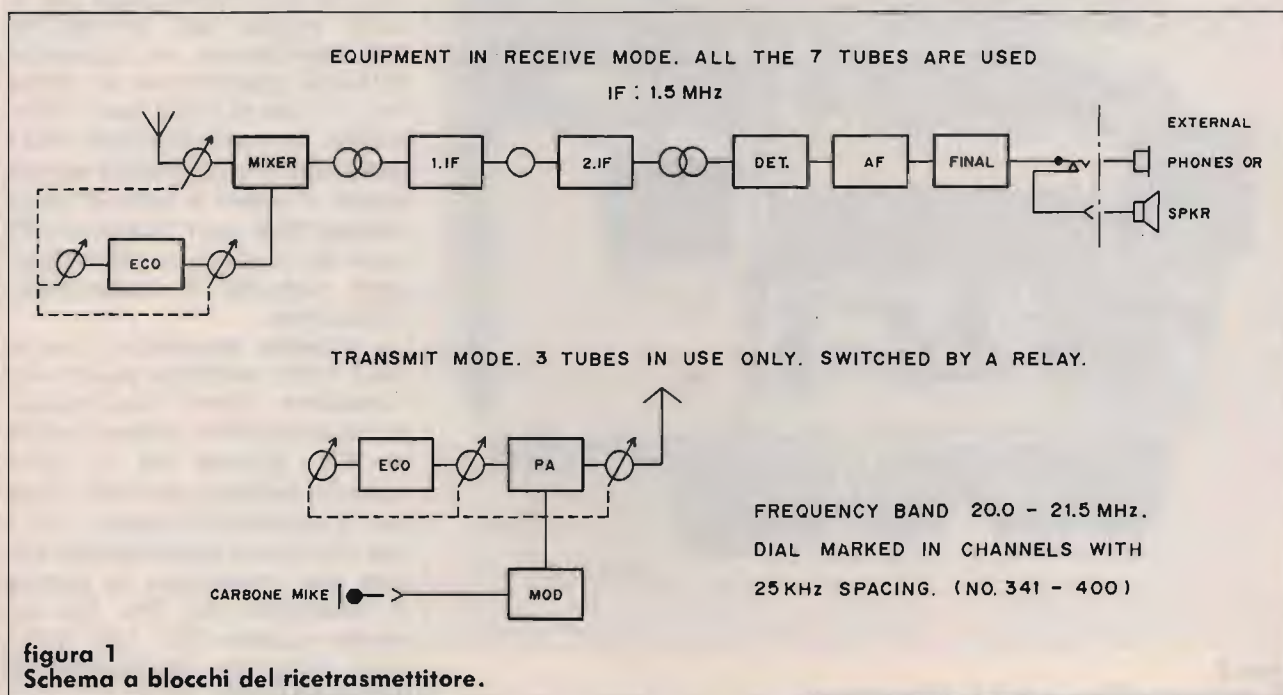 EQUIPMENT IN RECEIVE MODE. ALL THE 7 TUBES ARE USED
IF : 1.5 MHz
MIXER
1. IF
2. IF
DET.
AF
FINAL
EXTERNAL
PHONES OR
SPKR
ECO
TRANSMIT MODE. 3 TUBES IN USE ONLY. SWITCHED BY A RELAY.
ECO
PA
MOD
CARBONE MIKE
FREQUENCY BAND 20.0 - 21.5 MHz.
DIAL MARKED IN CHANNELS WITH
25 KHz SPACING. (NO. 341 - 400)
figura 1
Schema a blocchi del ricetrasmettitore.